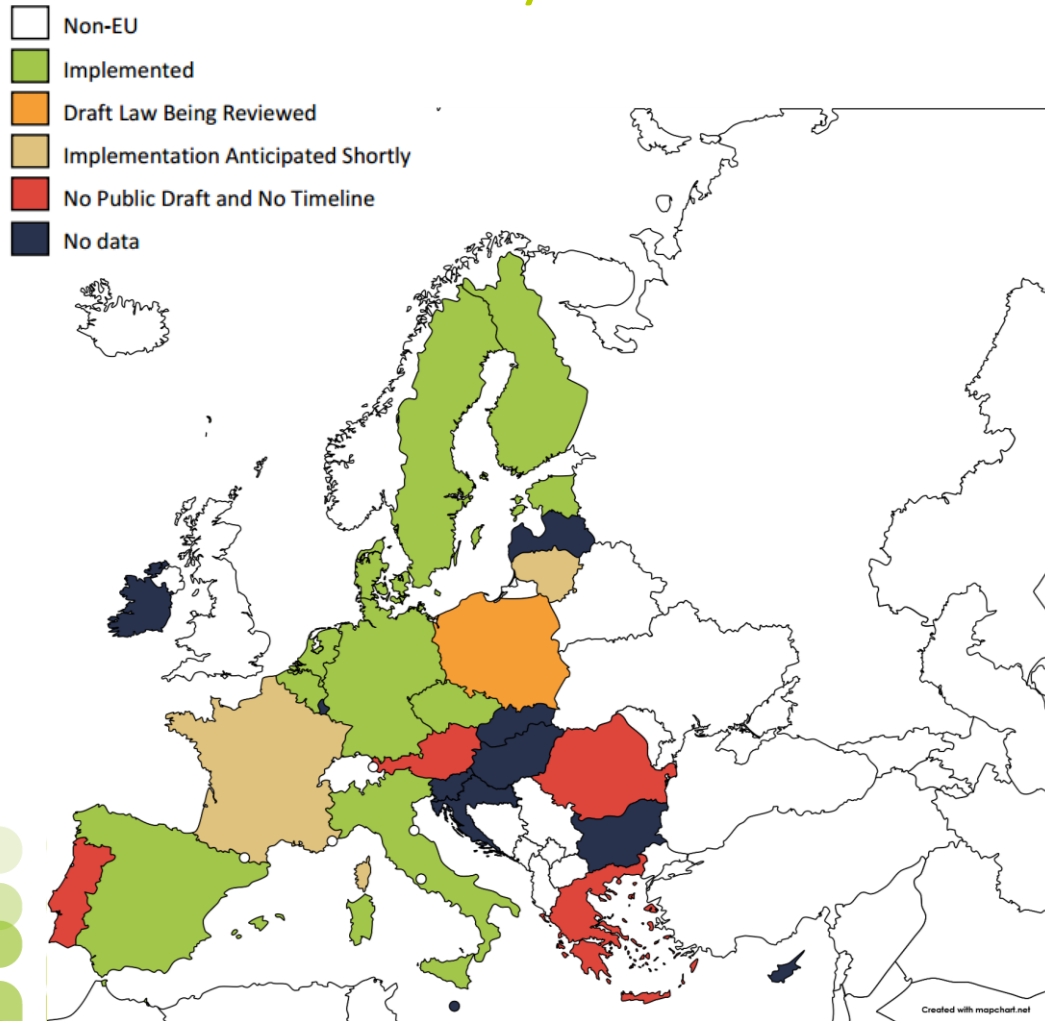 Non-EU
Implemented
Draft Law Being Reviewed
Implementation Anticipated Shortly
No Public Draft and No Timeline
No data
Created with mapchart.net